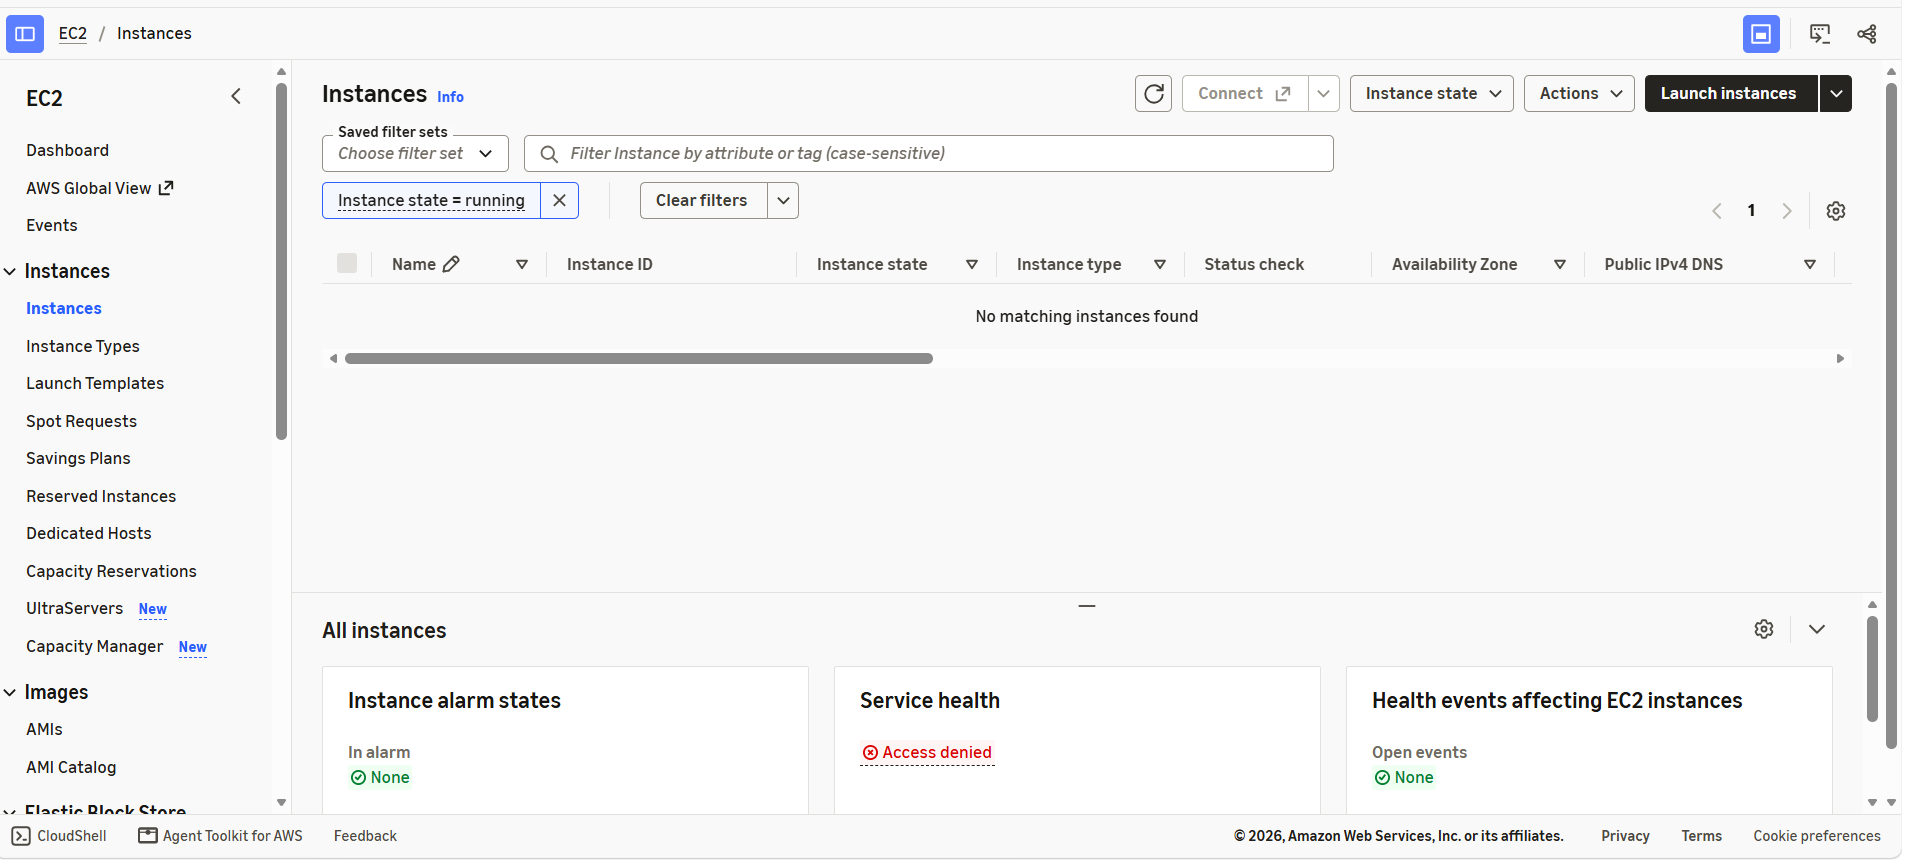 EC2 / Instances
EC2
Dashboard
AWS Global View
Events
Instances
Instances
Instance Types
Launch Templates
Spot Requests
Savings Plans
Reserved Instances
Dedicated Hosts
Capacity Reservations
UltraServers New
Capacity Manager New
Images
AMIs
AMI Catalog
Elastic Block Store
Instances Info
Connect
Instance state
Actions
Launch instances
Saved filter sets
Choose filter set
Filter Instance by attribute or tag (case-sensitive)
Instance state = running
Clear filters
1
Name Instance ID Instance state Instance type Status check Availability Zone Public IPv4 DNS
No matching instances found
All instances
Instance alarm states
In alarm
None
Service health
Access denied
Health events affecting EC2 instances
Open events
None
CloudShell Agent Toolkit for AWS Feedback © 2026, Amazon Web Services, Inc. or its affiliates. Privacy Terms Cookie preferences